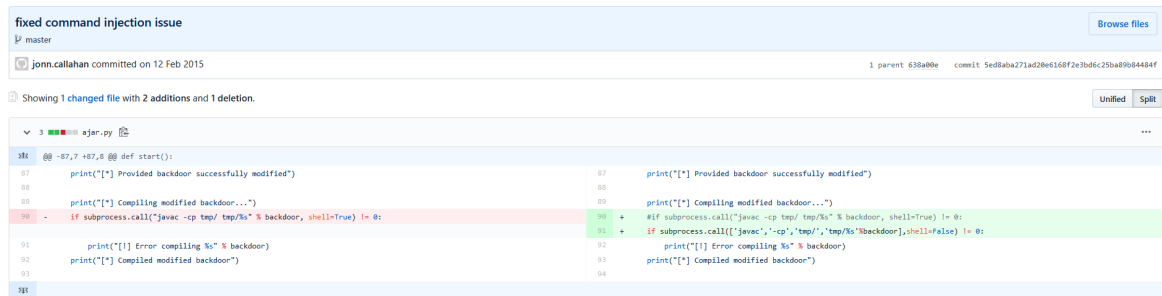 fixed command injection issue
Browse files
master
jonn.callahan committed on 12 Feb 2015
1 parent 638a00e commit 5ed8aba271ad20e6168f2e3bd6c25ba89b84484f
Showing 1 changed file with 2 additions and 1 deletion.
Unified Split
3 ajar.py
@@ -87,7 +87,8 @@ def start():
87 print("[*] Provided backdoor successfully modified")
88
89 print("[*] Compiling modified backdoor...")
90 - if subprocess.call("javac -cp tmp/ tmp/%s" % backdoor, shell=True) != 0:
91 print("[!] Error compiling %s" % backdoor)
92 print("[*] Compiled modified backdoor")
93
87 print("[*] Provided backdoor successfully modified")
88
89 print("[*] Compiling modified backdoor...")
90 + #if subprocess.call("javac -cp tmp/ tmp/%s" % backdoor, shell=True) != 0:
91 + if subprocess.call(['javac','-cp','tmp/','tmp/%s'%backdoor],shell=False) != 0:
92 print("[!] Error compiling %s" % backdoor)
93 print("[*] Compiled modified backdoor")
94